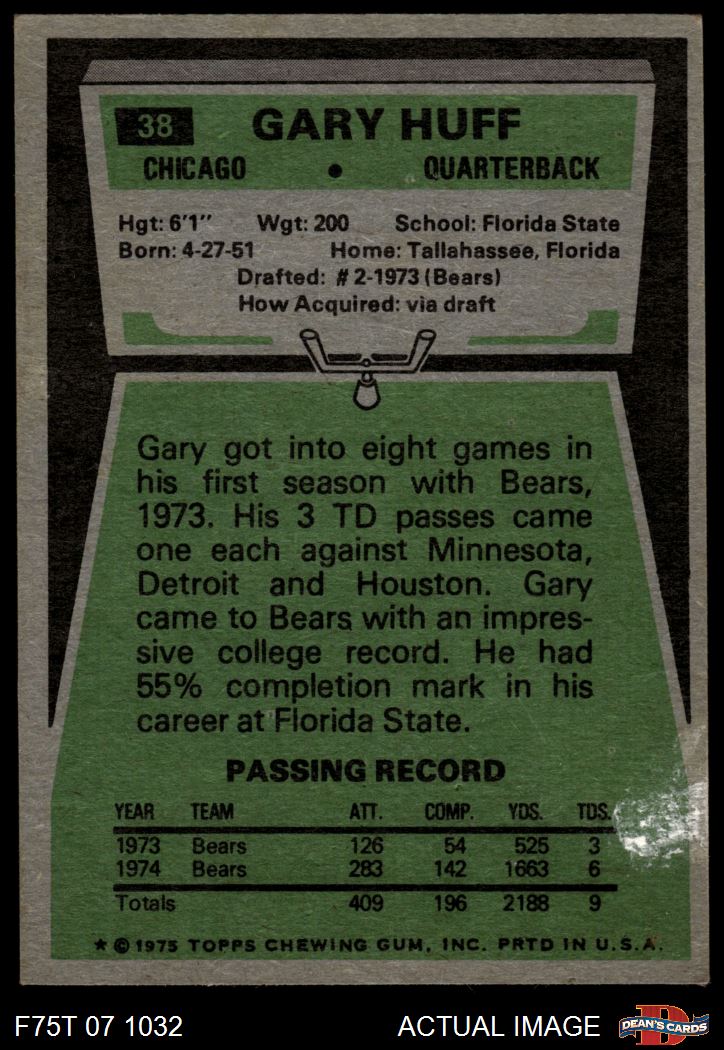 38 GARY HUFF
CHICAGO • QUARTERBACK
Hgt: 6'1" Wgt: 200 School: Florida State
Born: 4-27-51 Home: Tallahassee, Florida
Drafted: #2-1973 (Bears)
How Acquired: via draft
Gary got into eight games in
his first season with Bears,
1973. His 3 TD passes came
one each against Minnesota,
Detroit and Houston. Gary
came to Bears with an impres-
sive college record. He had
55% completion mark in his
career at Florida State.
PASSING RECORD
YEAR TEAM ATT. COMP. YDS. TDS.
1973 Bears 126 54 525 3
1974 Bears 283 142 1663 6
Totals 409 196 2188 9
* © 1975 TOPPS CHEWING GUM, INC. PRTD IN U.S.A.
F75T 07 1032 ACTUAL IMAGE D DEAN'S CARDS